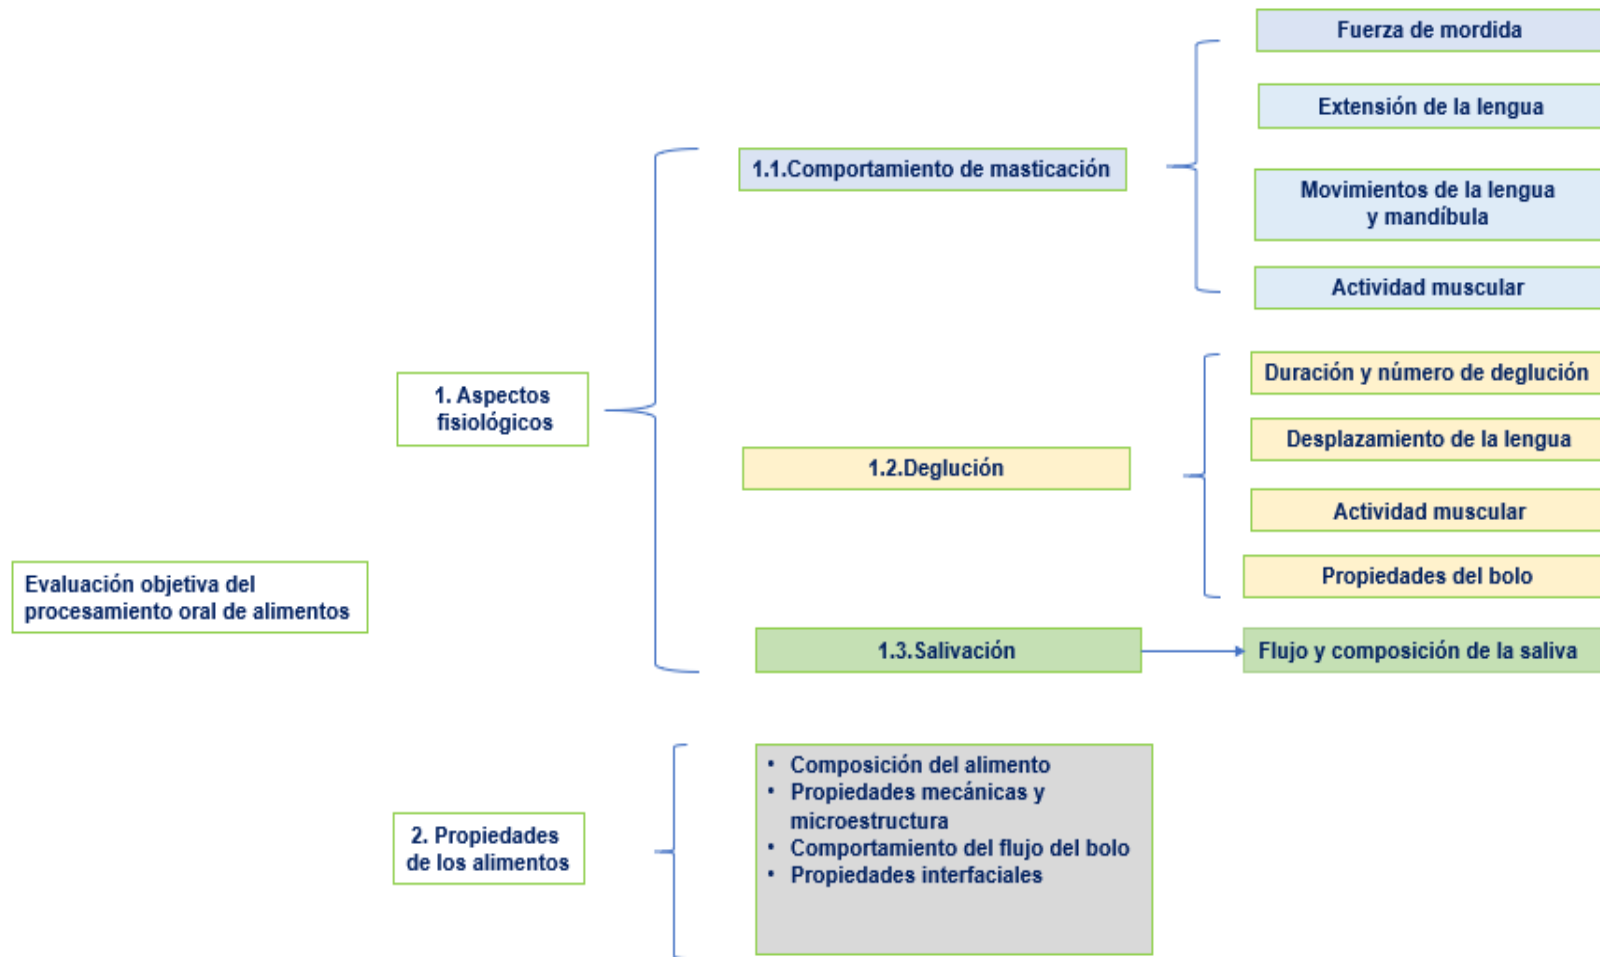 Evaluación objetiva del
procesamiento oral de alimentos
1. Aspectos
fisiológicos
1.1.Comportamiento de masticación
Fuerza de mordida
Extensión de la lengua
Movimientos de la lengua
y mandíbula
Actividad muscular
1.2.Deglución
Duración y número de deglución
Desplazamiento de la lengua
Actividad muscular
Propiedades del bolo
1.3.Salivación
Flujo y composición de la saliva
2. Propiedades
de los alimentos
• Composición del alimento
• Propiedades mecánicas y
microestructura
• Comportamiento del flujo del bolo
• Propiedades interfaciales